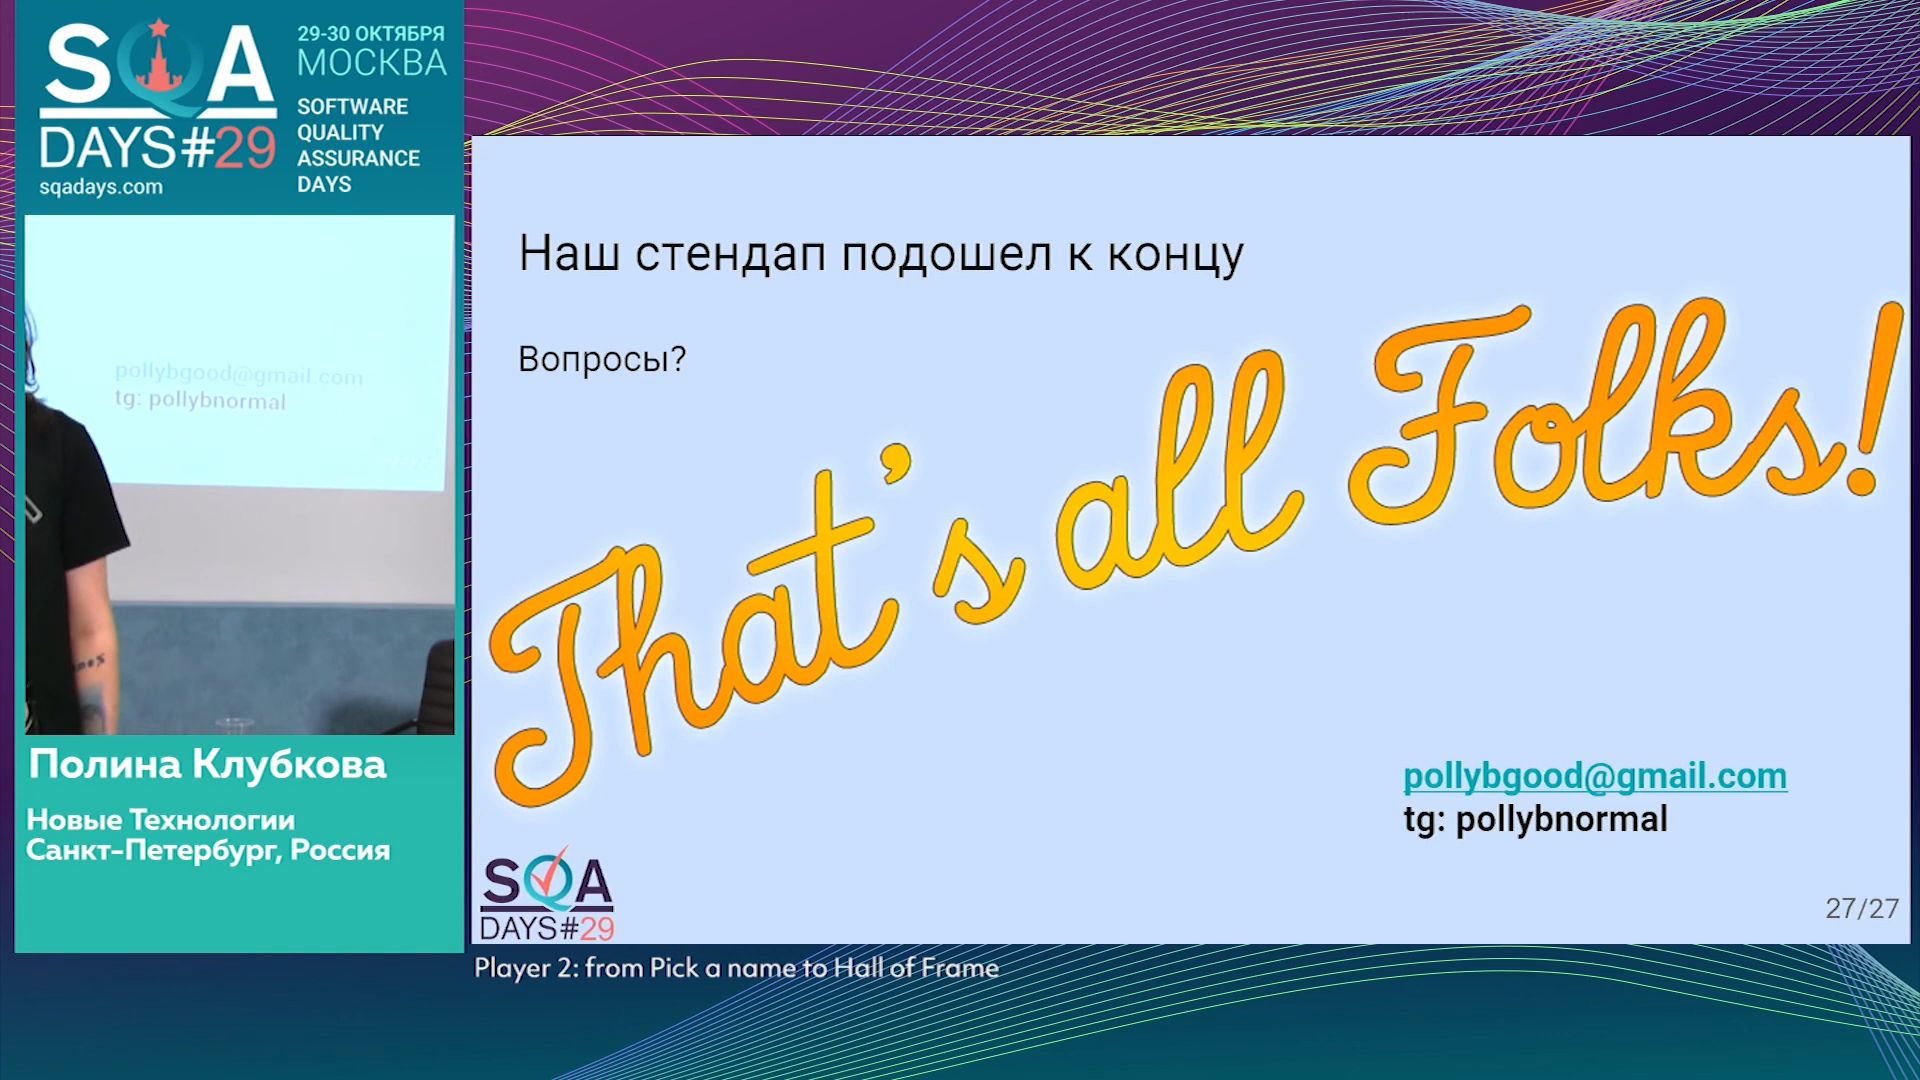 SQA
DAYS#29
sqadays.com
29-30 ОКТЯБРЯ
МОСКВА
SOFTWARE
QUALITY
ASSURANCE
DAYS
pollybgood@gmail.com
tg: pollybnormal
Полина Клубкова
Новые Технологии
Санкт-Петербург, Россия
Наш стендап подошел к концу
Вопросы?
That's all Folks!
pollybgood@gmail.com
tg: pollybnormal
SQA
DAYS#29
27/27
Player 2: from Pick a name to Hall of Frame